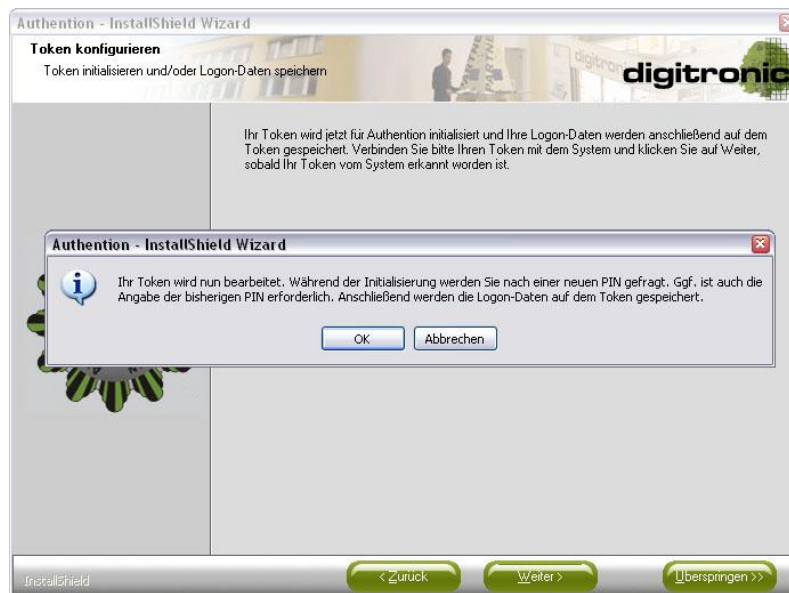 Authention - InstallShield Wizard
Token konfigurieren
Token initialisieren und/oder Logon-Daten speichern
PARTNE
digitronic
digitronic
Ihr Token wird jetzt für Authention initialisiert und Ihre Logon-Daten werden anschließend auf dem
Token gespeichert. Verbinden Sie bitte Ihren Token mit dem System und klicken Sie auf Weiter,
sobald Ihr Token vom System erkannt worden ist.
Authention - InstallShield Wizard
Ihr Token wird nun bearbeitet. Während der Initialisierung werden Sie nach einer neuen PIN gefragt. Ggf. ist auch die
Angabe der bisherigen PIN erforderlich. Anschließend werden die Logon-Daten auf dem Token gespeichert.
OK
Abbrechen
InstallShield
< Zurück
Weiter >
Überspringen >>